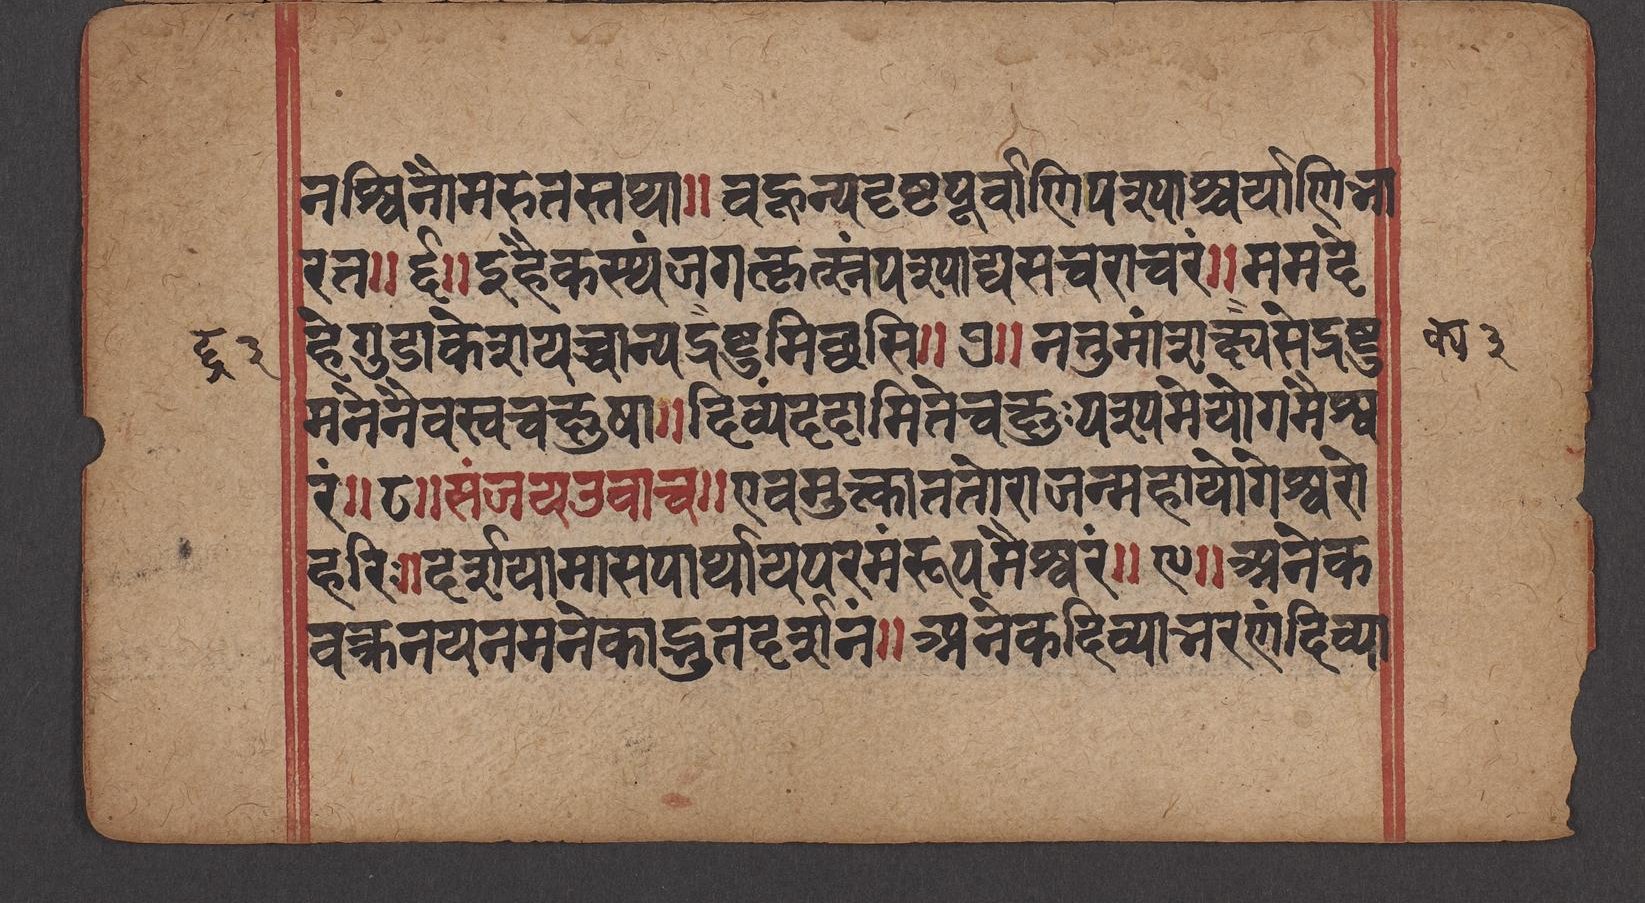 नश्विनौमरुतस्तथा॥ वहून्यदृष्टपूर्वाणिपश्याश्चर्याणिभा
रत॥ ६॥ इहैकस्थंजगत्कृत्स्नंपश्याद्यसचराचरं॥ ममदे
हेगुडाकेशयच्चान्यद्द्रष्टुमिच्छसि॥ ७॥ नतुमांशक्ष्यसेद्रष्टु
मनेनैवस्वचक्षुषा॥ दिव्यंददामितेचक्षुःपश्यमेयोगमैश्व
रं॥ ८॥ संजयउवाच॥ एवमुक्त्काततोराजन्महायोगेश्वरो
हरिः॥ दर्शयामासपार्थायपरमंरूपमैश्वरं॥ ९॥ अनेक
वक्त्रनयनमनेकाद्भुतदर्शनं॥ अनेकदिव्याभरणंदिव्या